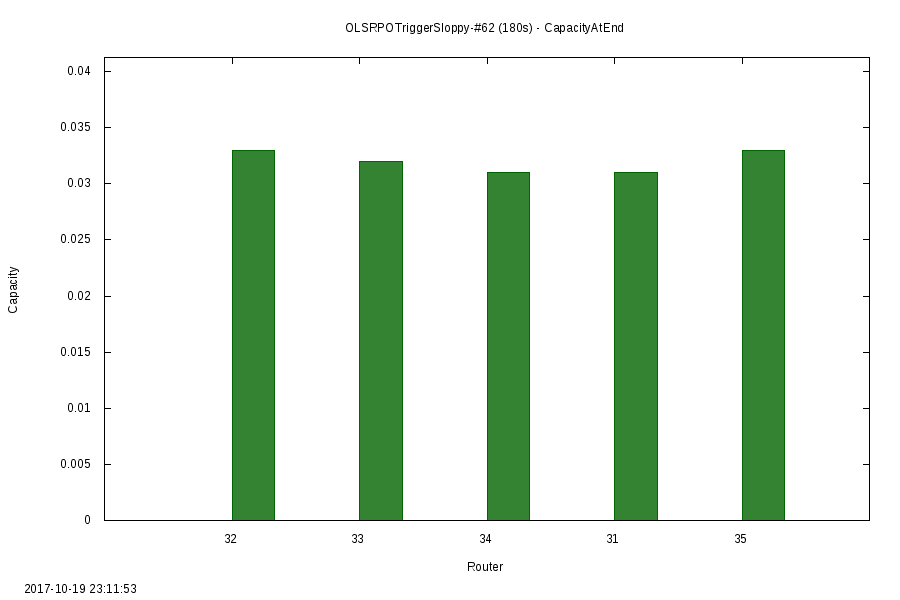 OLSRPOTriggerSloppy-#62 (180s) - CapacityAtEnd
0.04
0.035
0.03
0.025
0.02
0.015
0.01
0.005
0
Capacity
32 33 34 31 35
Router
2017-10-19 23:11:53